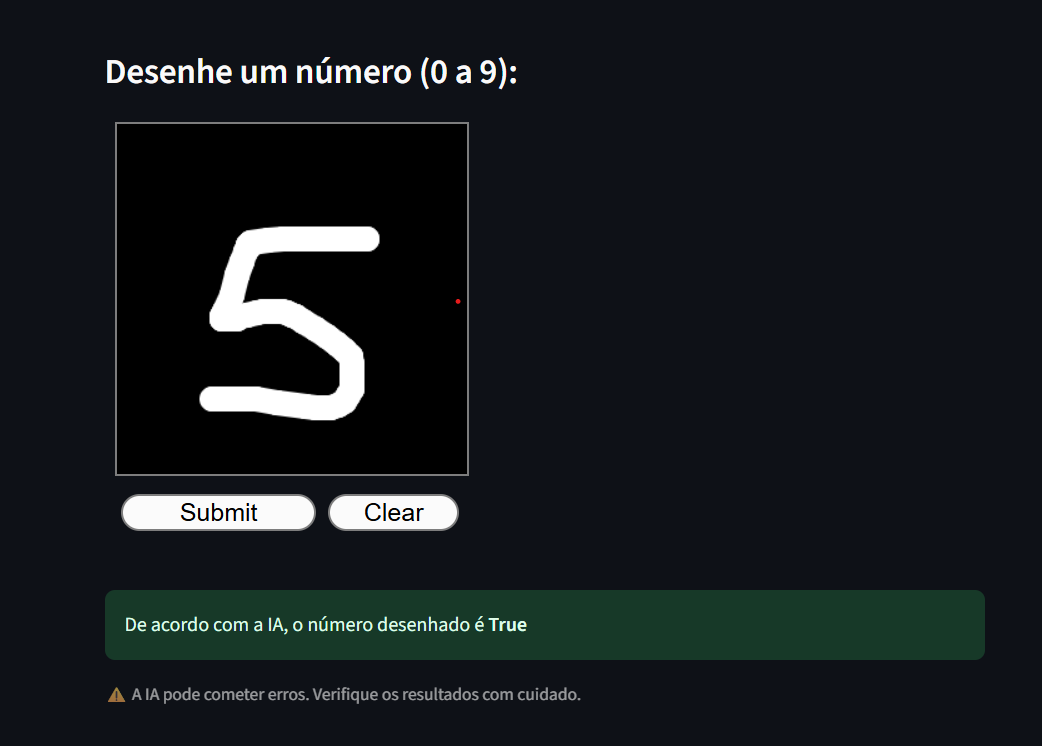 Desenhe um número (0 a 9):
5
Submit Clear
De acordo com a IA, o número desenhado é True
A IA pode cometer erros. Verifique os resultados com cuidado.